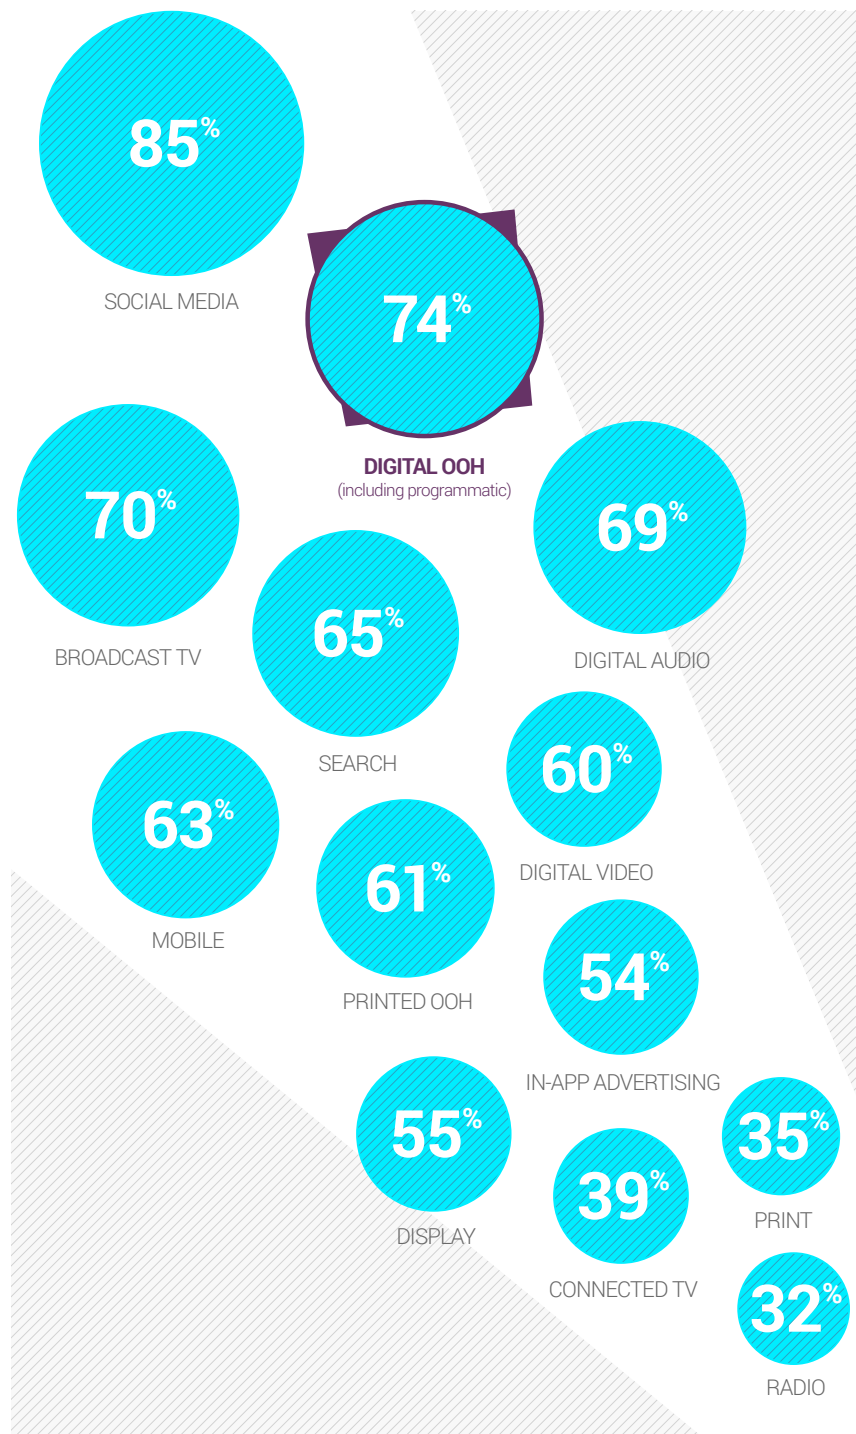 85%
SOCIAL MEDIA
74%
DIGITAL OOH
(including programmatic)
70%
BROADCAST TV
69%
DIGITAL AUDIO
65%
SEARCH
60%
DIGITAL VIDEO
63%
MOBILE
61%
PRINTED OOH
54%
IN-APP ADVERTISING
55%
DISPLAY
39%
CONNECTED TV
35%
PRINT
32%
RADIO